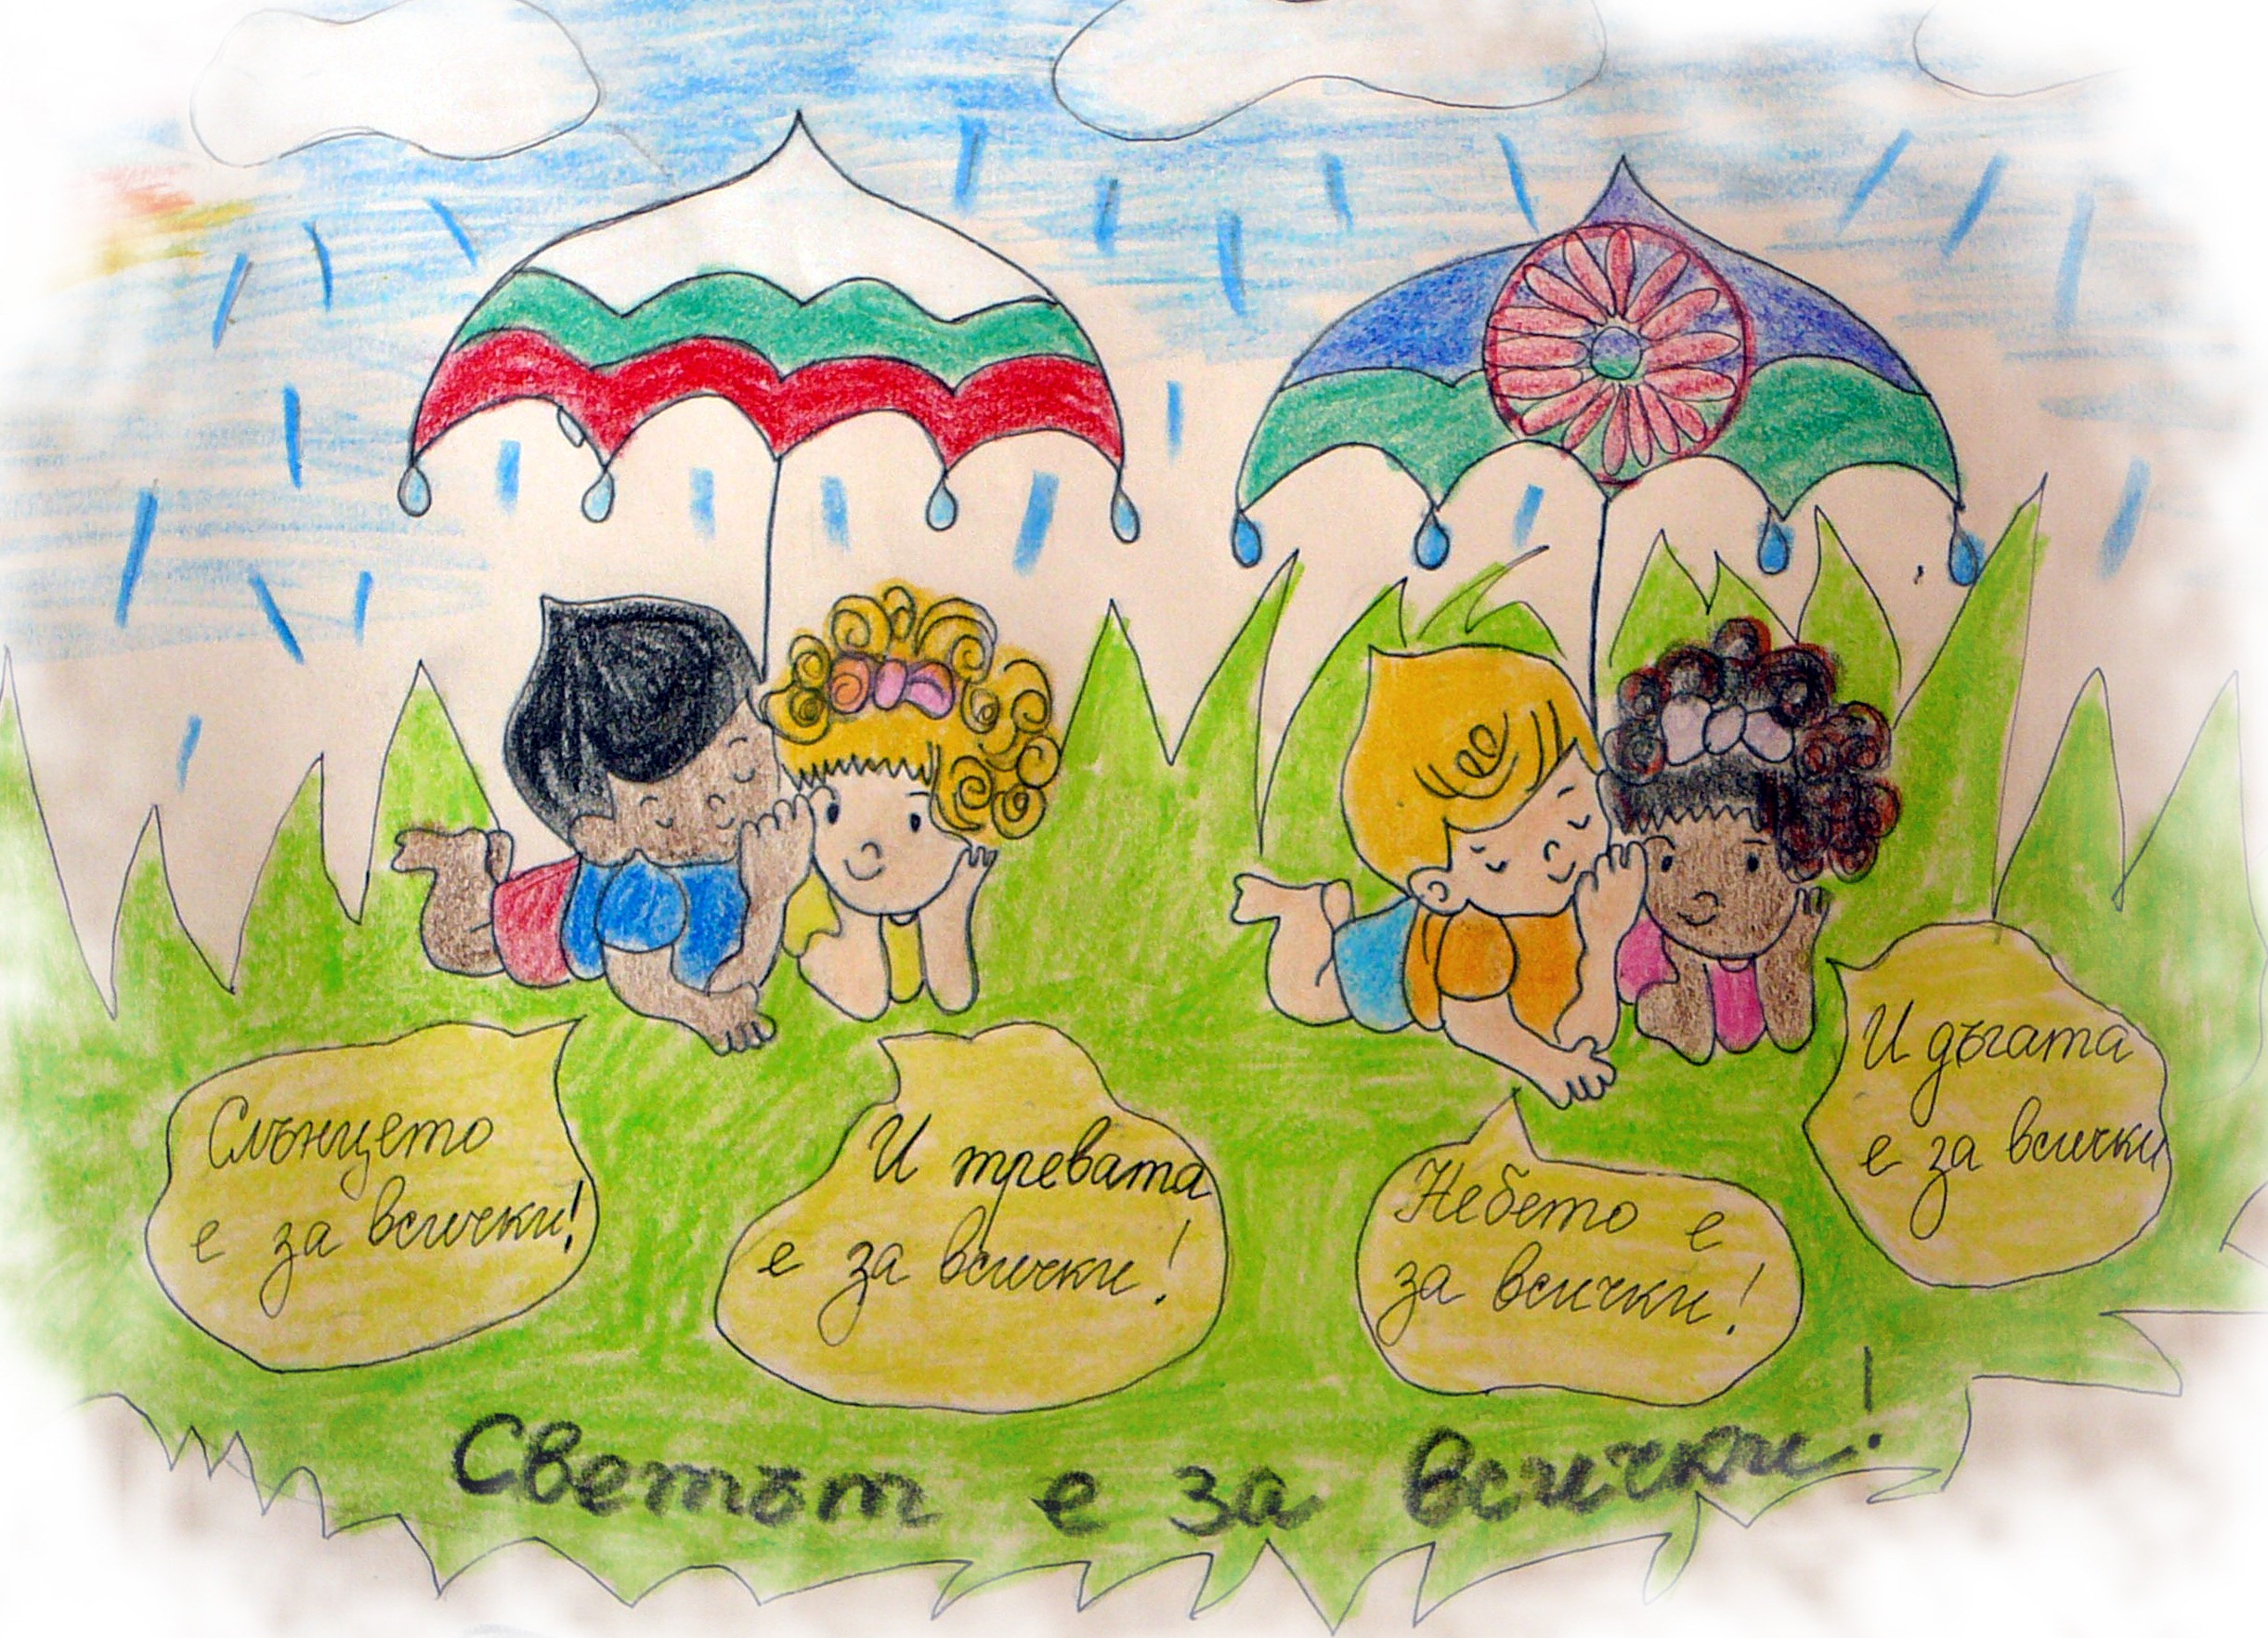 Слънцето
е за всички!
И тревата
е за всички!
Небето е
за всички!
И дъгата
е за всички
Светът е за всички!